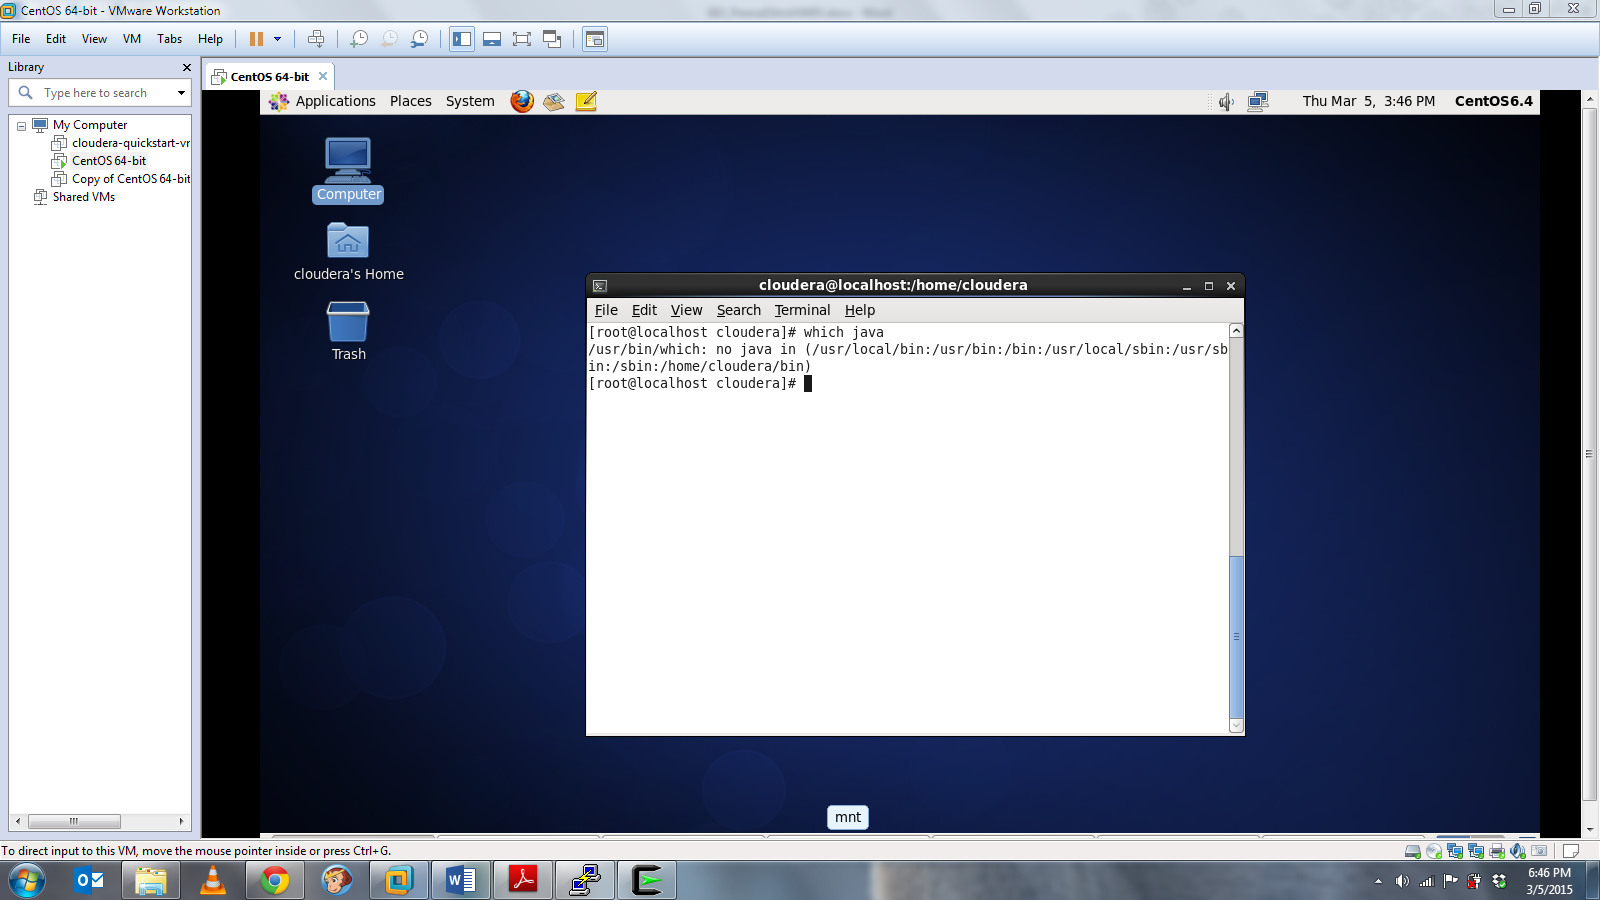 CentOS 64-bit - VMware Workstation
File Edit View VM Tabs Help
Library
Type here to search
My Computer
cloudera-quickstart-vr
CentOS 64-bit
Copy of CentOS 64-bit
Shared VMs
CentOS 64-bit
Applications Places System
Thu Mar 5, 3:46 PM CentOS6.4
Computer
cloudera's Home
Trash
cloudera@localhost:/home/cloudera
File Edit View Search Terminal Help
[root@localhost cloudera]# which java
/usr/bin/which: no java in (/usr/local/bin:/usr/bin:/bin:/usr/local/sbin:/usr/sb
in:/sbin:/home/cloudera/bin)
[root@localhost cloudera]#
mnt
To direct input to this VM, move the mouse pointer inside or press Ctrl+G.
6:46 PM
3/5/2015